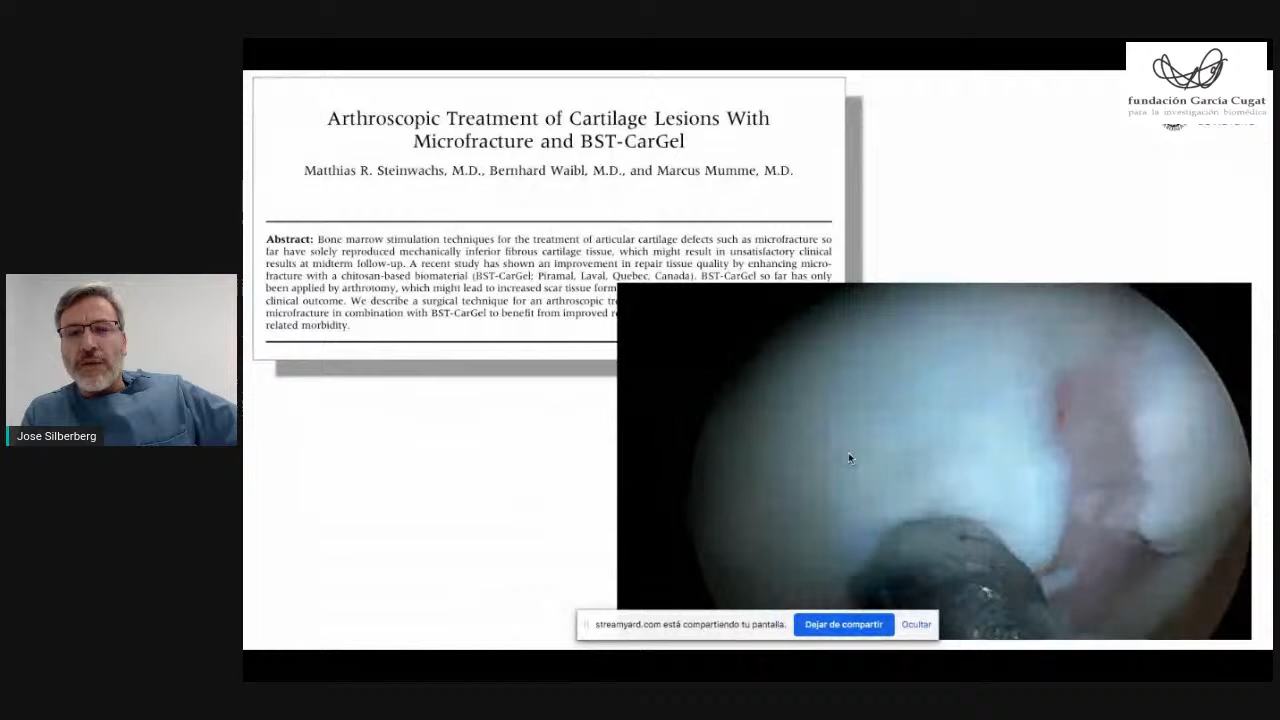 fundación García Cugat
para la investigación biomédica
Arthroscopic Treatment of Cartilage Lesions With
Microfracture and BST-CarGel
Matthias R. Steinwachs, M.D., Bernhard Waibl, M.D., and Marcus Mumme, M.D.
Abstract: Bone marrow stimulation techniques for the treatment of articular cartilage defects such as microfracture so
far have solely reproduced mechanically inferior fibrous cartilage tissue, which might result in unsatisfactory clinical
results at midterm follow-up. A recent study has shown an improvement in repair tissue quality by enhancing micro-
fracture with a chitosan-based biomaterial (BST-CarGel; Piramal, Laval, Quebec, Canada). BST-CarGel so far has only
been applied by arthrotomy, which might lead to increased scar tissue form
clinical outcome. We describe a surgical technique for an arthroscopic tre
microfracture in combination with BST-CarGel to benefit from improved re
related morbidity.
Jose Silberberg
streamyard.com está compartiendo tu pantalla.
Dejar de compartir
Ocultar